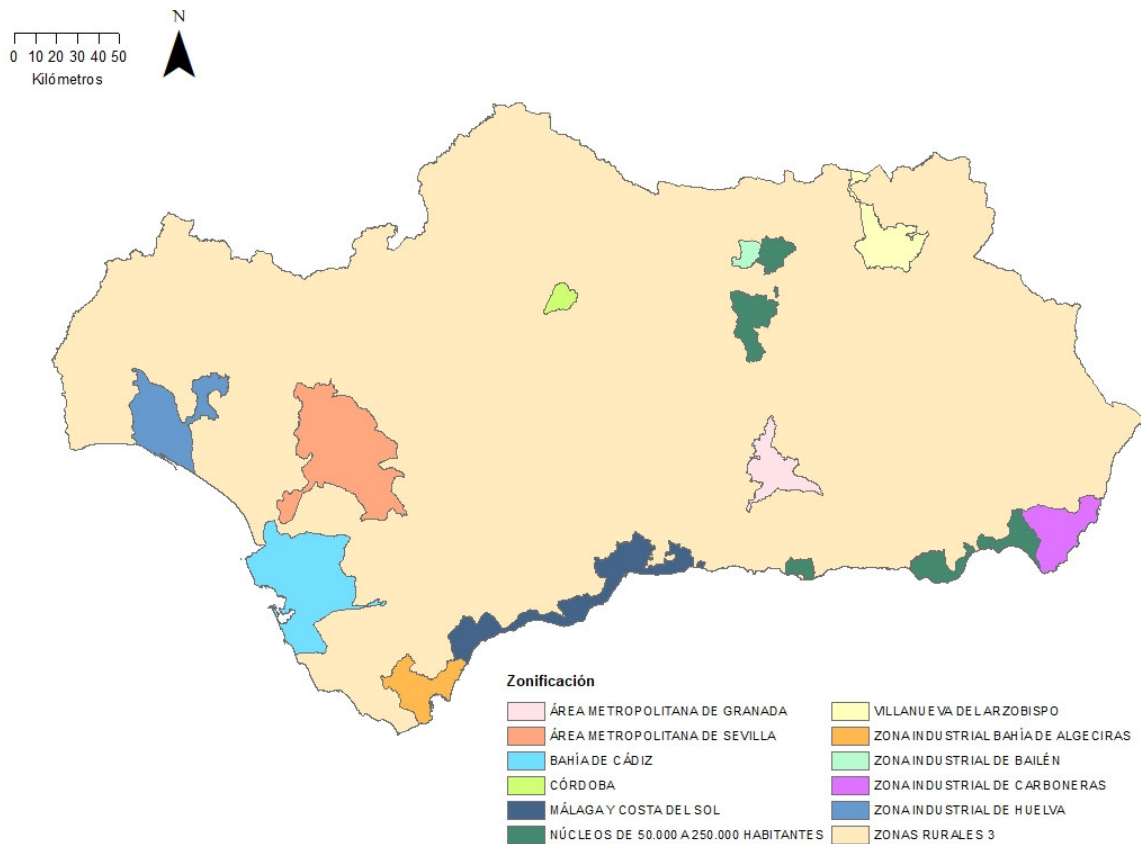 N
0 10 20 30 40 50
Kilómetros
Zonificación
ÁREA METROPOLITANA DE GRANADA
ÁREA METROPOLITANA DE SEVILLA
BAHÍA DE CÁDIZ
CÓRDOBA
MÁLAGA Y COSTA DEL SOL
NÚCLEOS DE 50.000 A 250.000 HABITANTES
VILLANUEVA DEL ARZOBISPO
ZONA INDUSTRIAL BAHÍA DE ALGECIRAS
ZONA INDUSTRIAL DE BAILÉN
ZONA INDUSTRIAL DE CARBONERAS
ZONA INDUSTRIAL DE HUELVA
ZONAS RURALES 3